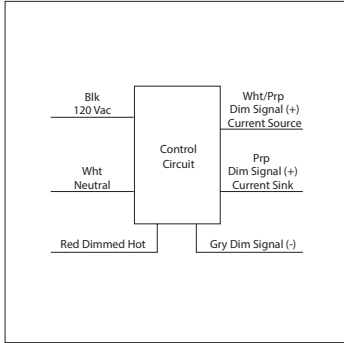 Blk
120 Vac
Wht
Neutral
Red Dimmed Hot
Control
Circuit
Wht/Prp
Dim Signal (+)
Current Source
Prp
Dim Signal (+)
Current Sink
Gry Dim Signal (-)